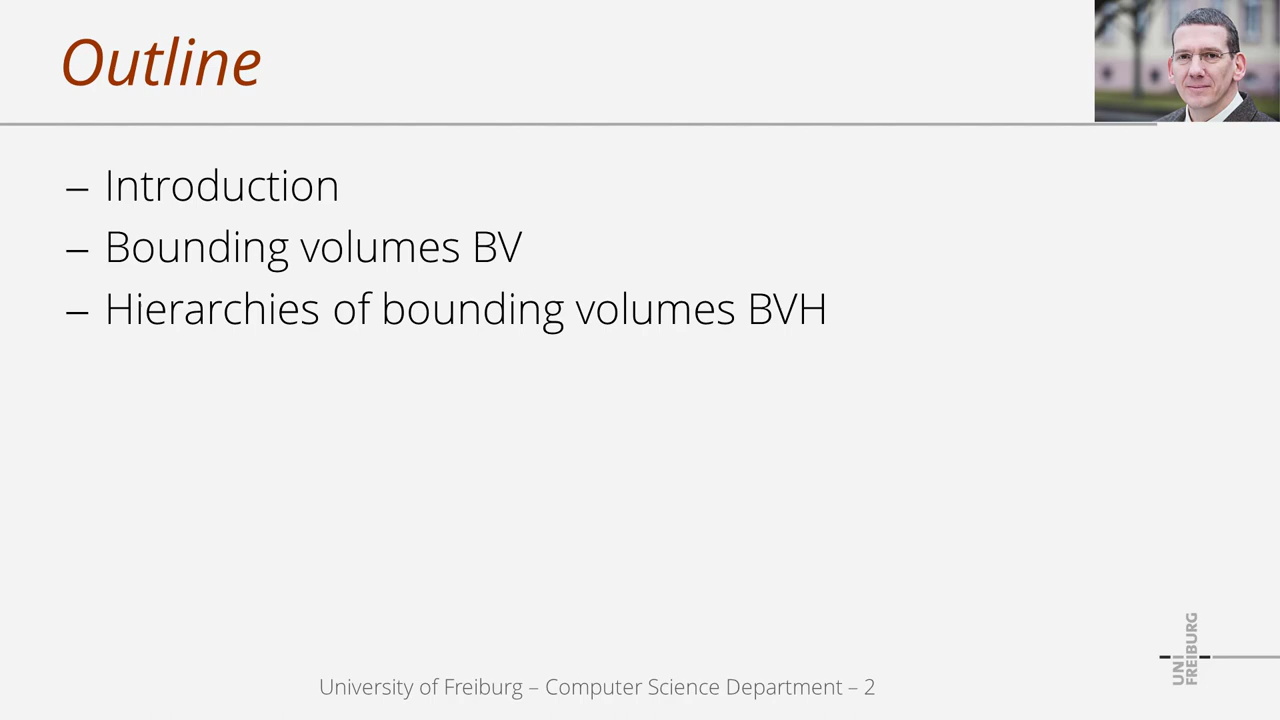 Outline
– Introduction
– Bounding volumes BV
– Hierarchies of bounding volumes BVH
UNI
FREIBURG
University of Freiburg – Computer Science Department – 2